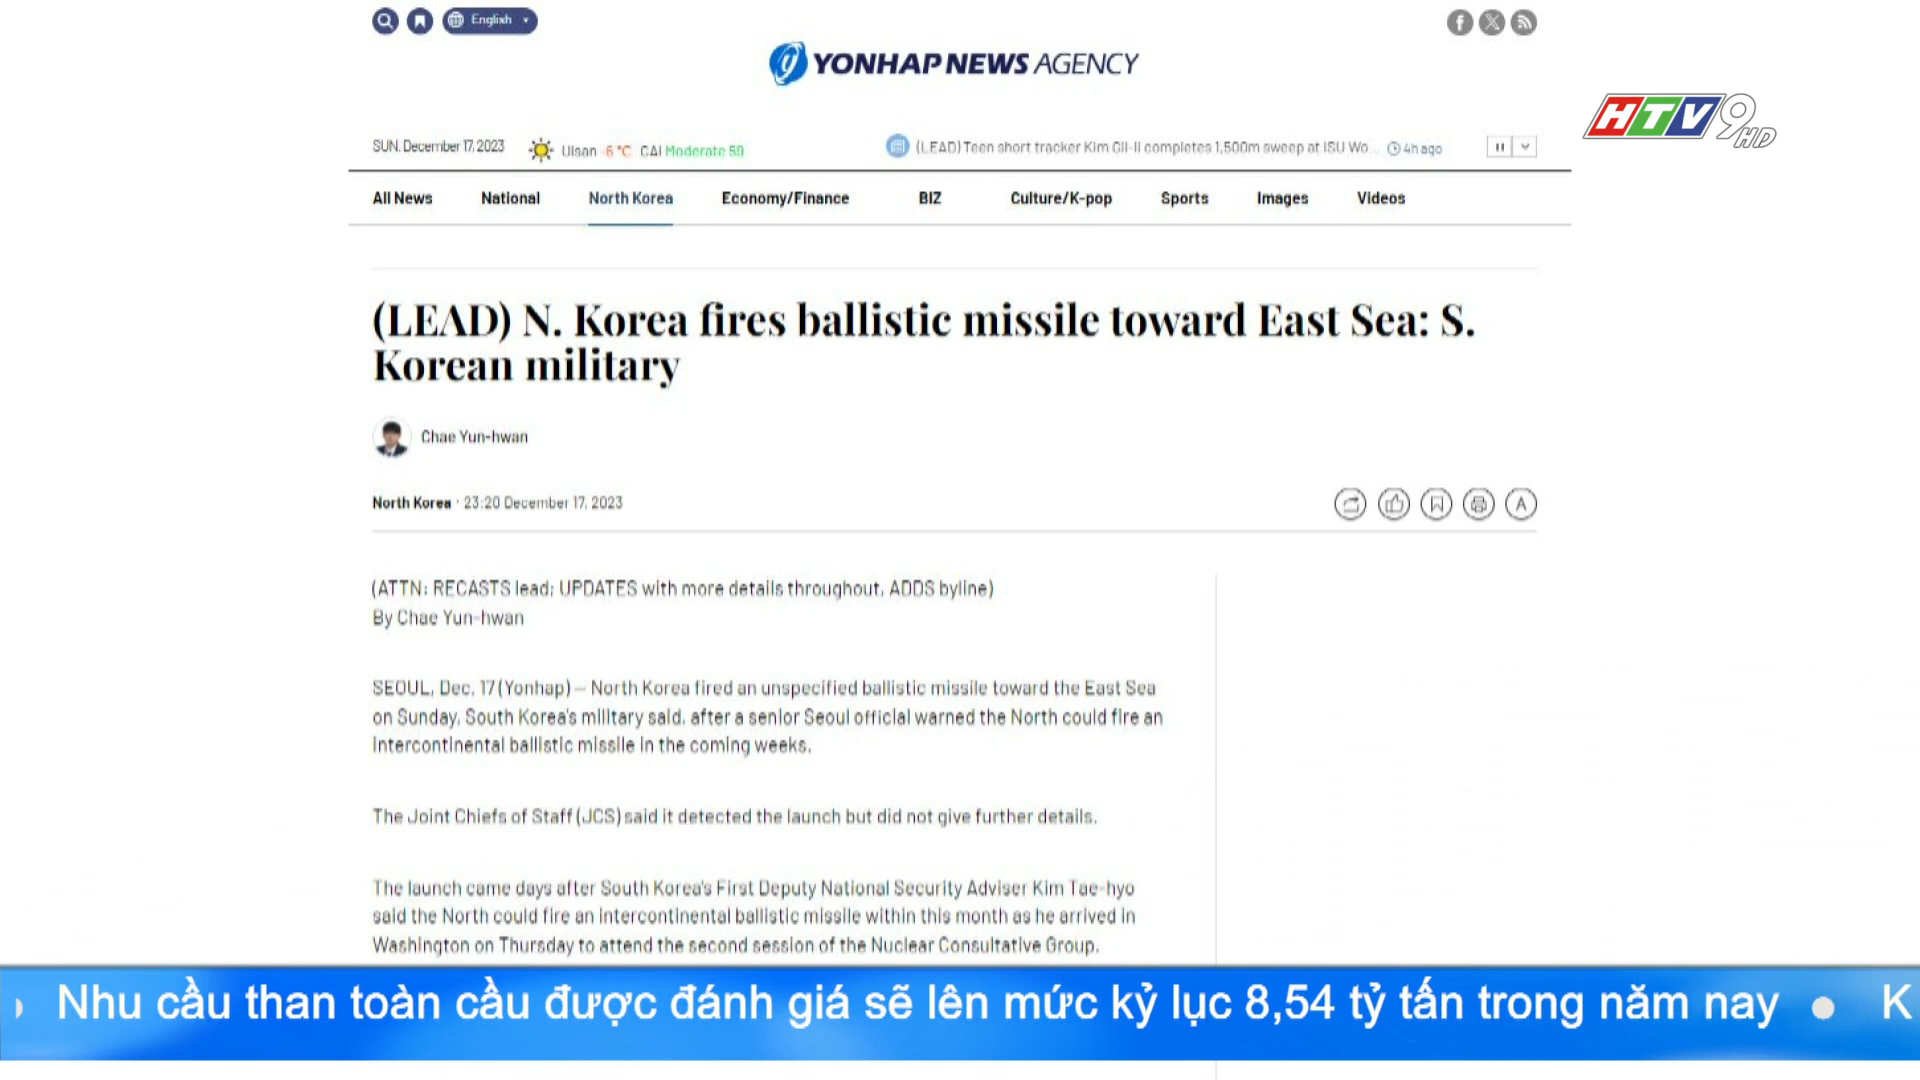 English
YONHAP NEWS AGENCY
HTV9 HD
SUN. December 17, 2023
Ulsan -6 °C CAI Moderate 59
(LEAD) Teen short tracker Kim Gil-li completes 1,500m sweep at ISU Wo... 4h ago
All News National North Korea Economy/Finance BIZ Culture/K-pop Sports Images Videos
(LEAD) N. Korea fires ballistic missile toward East Sea: S.
Korean military
Chae Yun-hwan
North Korea · 23:20 December 17, 2023
(ATTN: RECASTS lead; UPDATES with more details throughout, ADDS byline)
By Chae Yun-hwan
SEOUL, Dec. 17 (Yonhap) -- North Korea fired an unspecified ballistic missile toward the East Sea
on Sunday, South Korea's military said, after a senior Seoul official warned the North could fire an
intercontinental ballistic missile in the coming weeks.
The Joint Chiefs of Staff (JCS) said it detected the launch but did not give further details.
The launch came days after South Korea's First Deputy National Security Adviser Kim Tae-hyo
said the North could fire an intercontinental ballistic missile within this month as he arrived in
Washington on Thursday to attend the second session of the Nuclear Consultative Group.
Nhu cầu than toàn cầu được đánh giá sẽ lên mức kỷ lục 8,54 tỷ tấn trong năm nay ● K